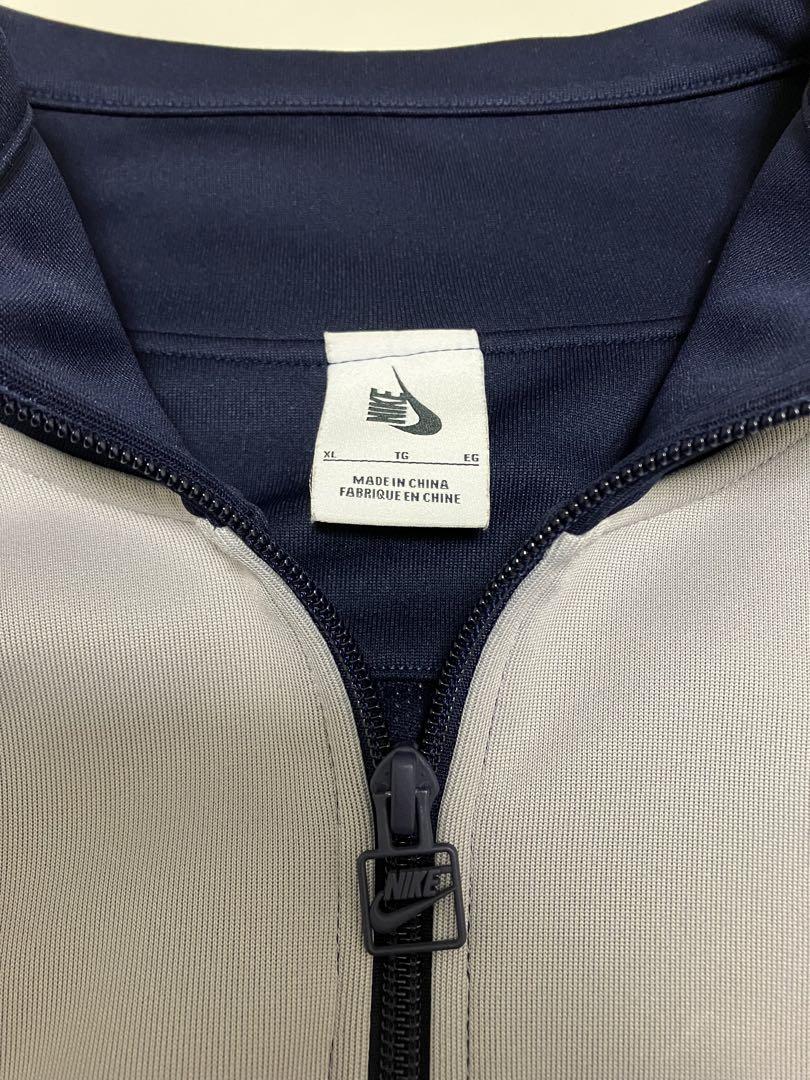 NIKE
XL TG EG
MADE IN CHINA
FABRIQUE EN CHINE
NIKE